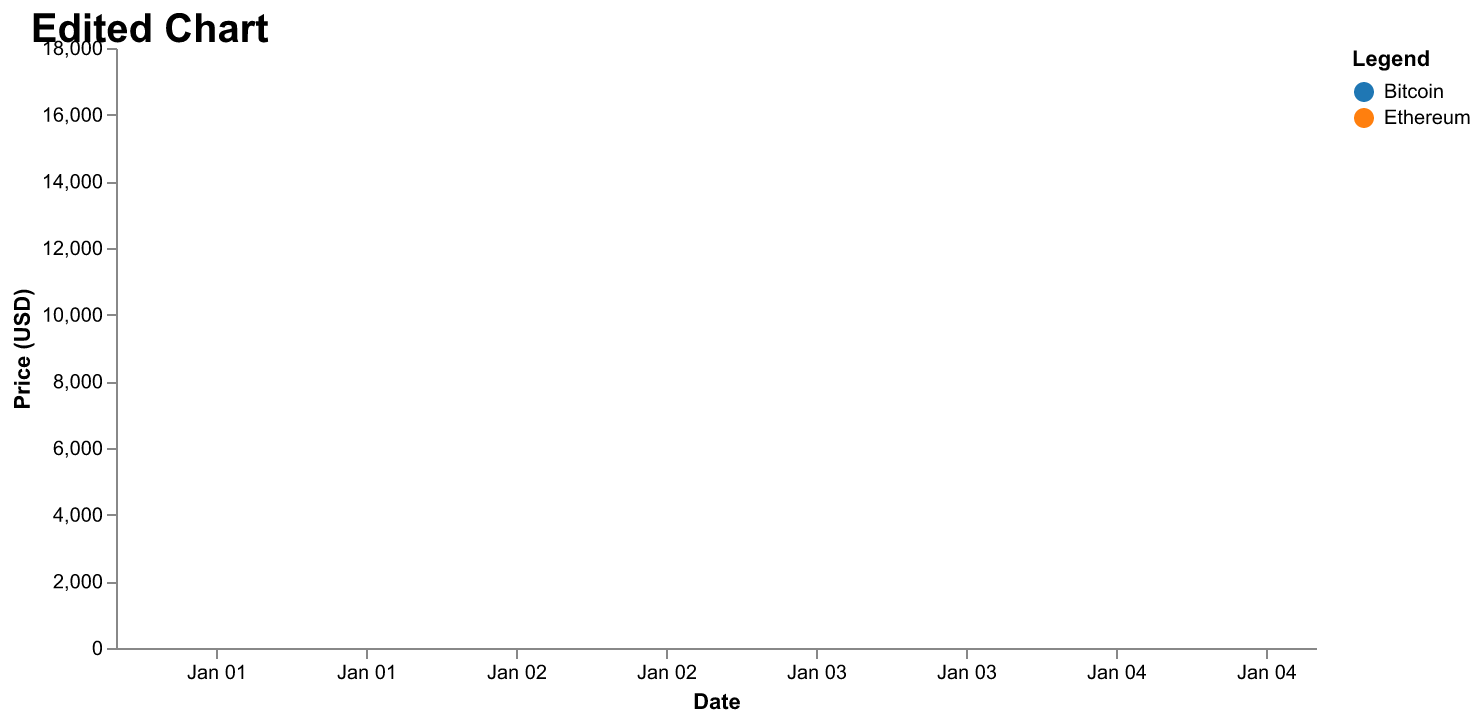 Edited Chart
18,000
16,000
14,000
12,000
10,000
8,000
6,000
4,000
2,000
0
Price (USD)
Jan 01 Jan 01 Jan 02 Jan 02 Jan 03 Jan 03 Jan 04 Jan 04
Date
Legend
Bitcoin
Ethereum